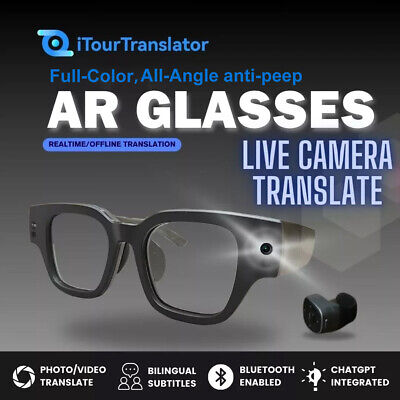 iTourTranslator
Full-Color, All-Angle anti-peep
AR GLASSES
REALTIME/OFFLINE TRANSLATION
LIVE CAMERA
TRANSLATE
PHOTO/VIDEO
TRANSLATE
BILINGUAL
SUBTITLES
BLUETOOTH
ENABLED
CHATGPT
INTEGRATED